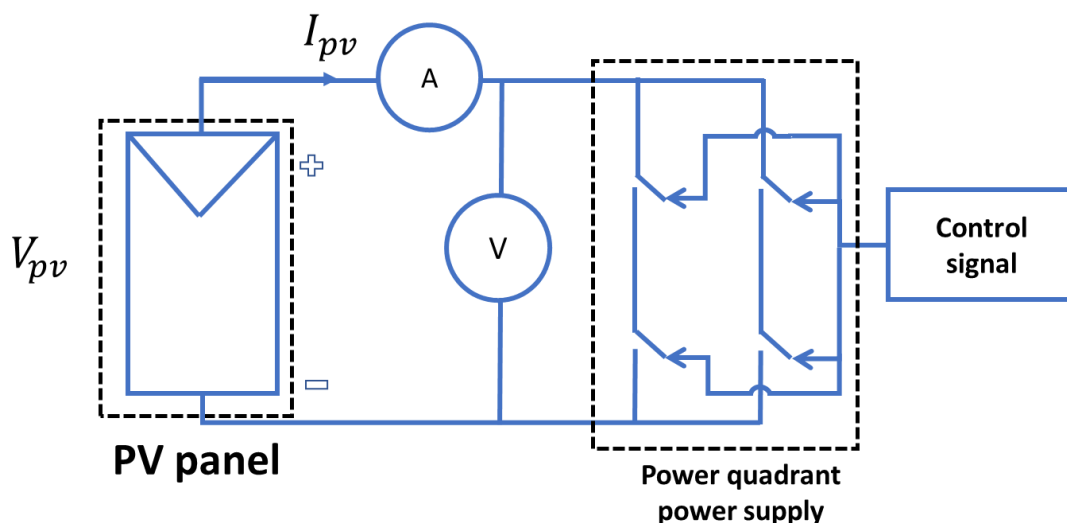 I_pv
A
+
V
V_pv
−
Control
signal
PV panel
Power quadrant
power supply